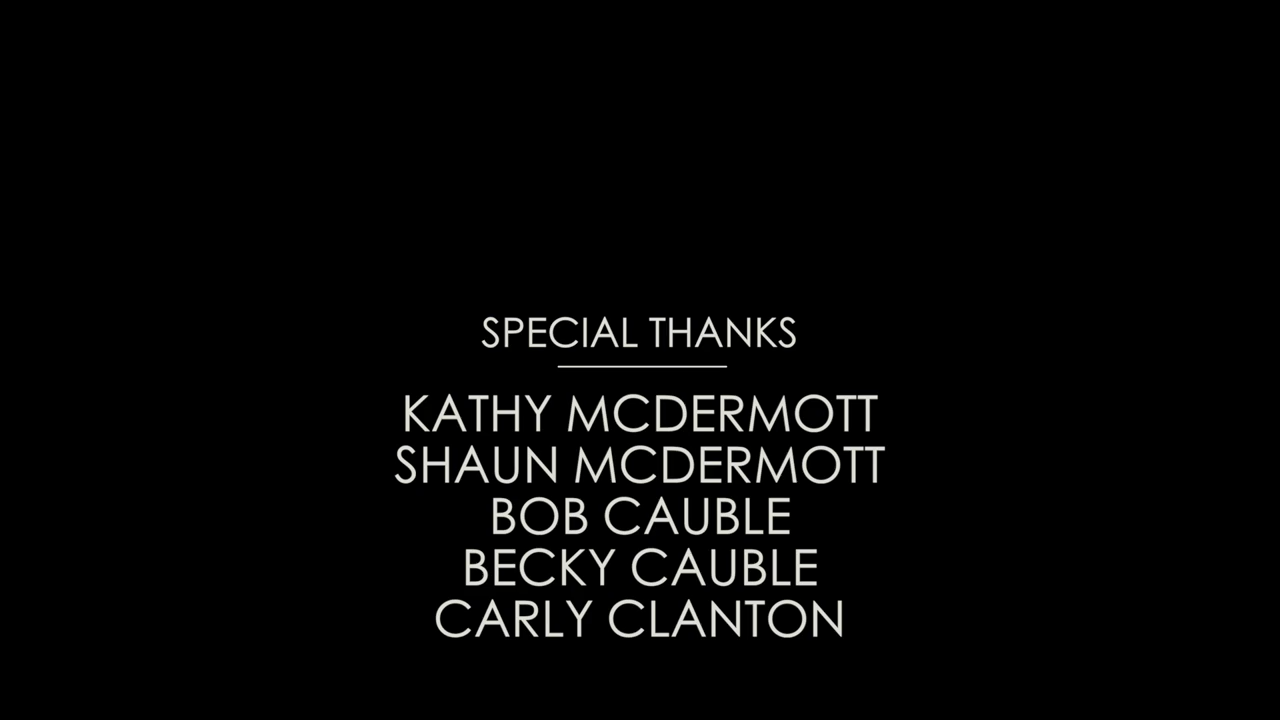 SPECIAL THANKS
KATHY MCDERMOTT
SHAUN MCDERMOTT
BOB CAUBLE
BECKY CAUBLE
CARLY CLANTON